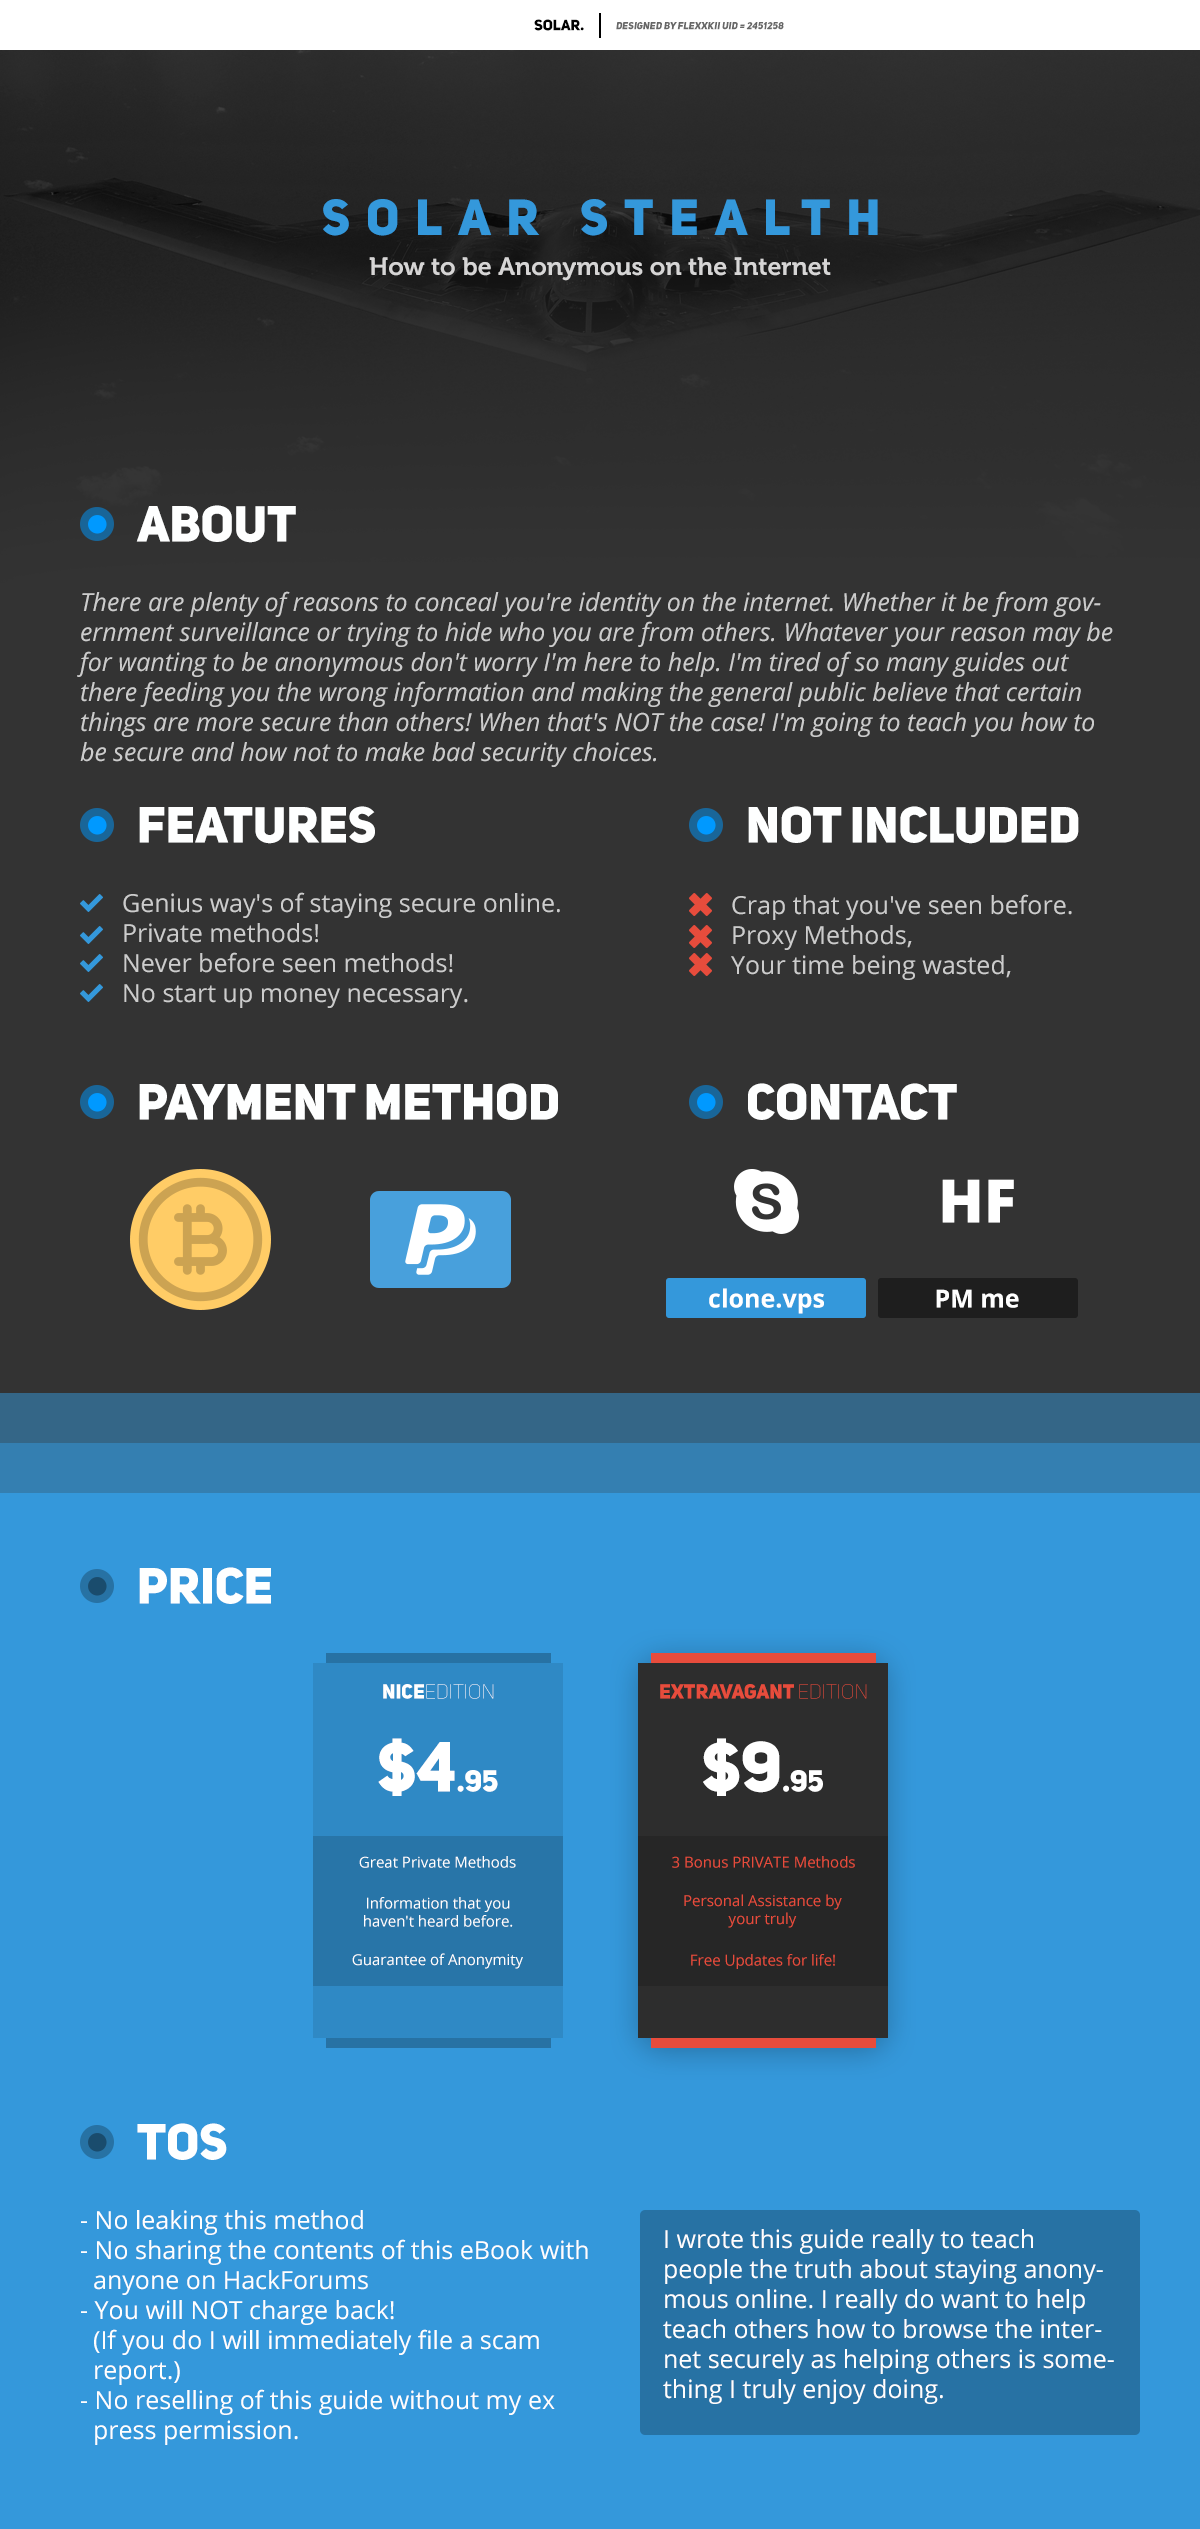 SOLAR.
DESIGNED BY FLEXXKII UID = 2451258
SOLAR STEALTH
How to be Anonymous on the Internet
ABOUT
There are plenty of reasons to conceal you're identity on the internet. Whether it be from gov-
ernment surveillance or trying to hide who you are from others. Whatever your reason may be
for wanting to be anonymous don't worry I'm here to help. I'm tired of so many guides out
there feeding you the wrong information and making the general public believe that certain
things are more secure than others! When that's NOT the case! I'm going to teach you how to
be secure and how not to make bad security choices.
FEATURES
Genius way's of staying secure online.
Private methods!
Never before seen methods!
No start up money necessary.
NOT INCLUDED
Crap that you've seen before.
Proxy Methods,
Your time being wasted,
PAYMENT METHOD
CONTACT
HF
clone.vps
PM me
PRICE
NICEEDITION
$4.95
Great Private Methods
Information that you
haven't heard before.
Guarantee of Anonymity
EXTRAVAGANT EDITION
$9.95
3 Bonus PRIVATE Methods
Personal Assistance by
your truly
Free Updates for life!
TOS
- No leaking this method
- No sharing the contents of this eBook with
anyone on HackForums
- You will NOT charge back!
(If you do I will immediately file a scam
report.)
- No reselling of this guide without my ex
press permission.
I wrote this guide really to teach
people the truth about staying anony-
mous online. I really do want to help
teach others how to browse the inter-
net securely as helping others is some-
thing I truly enjoy doing.